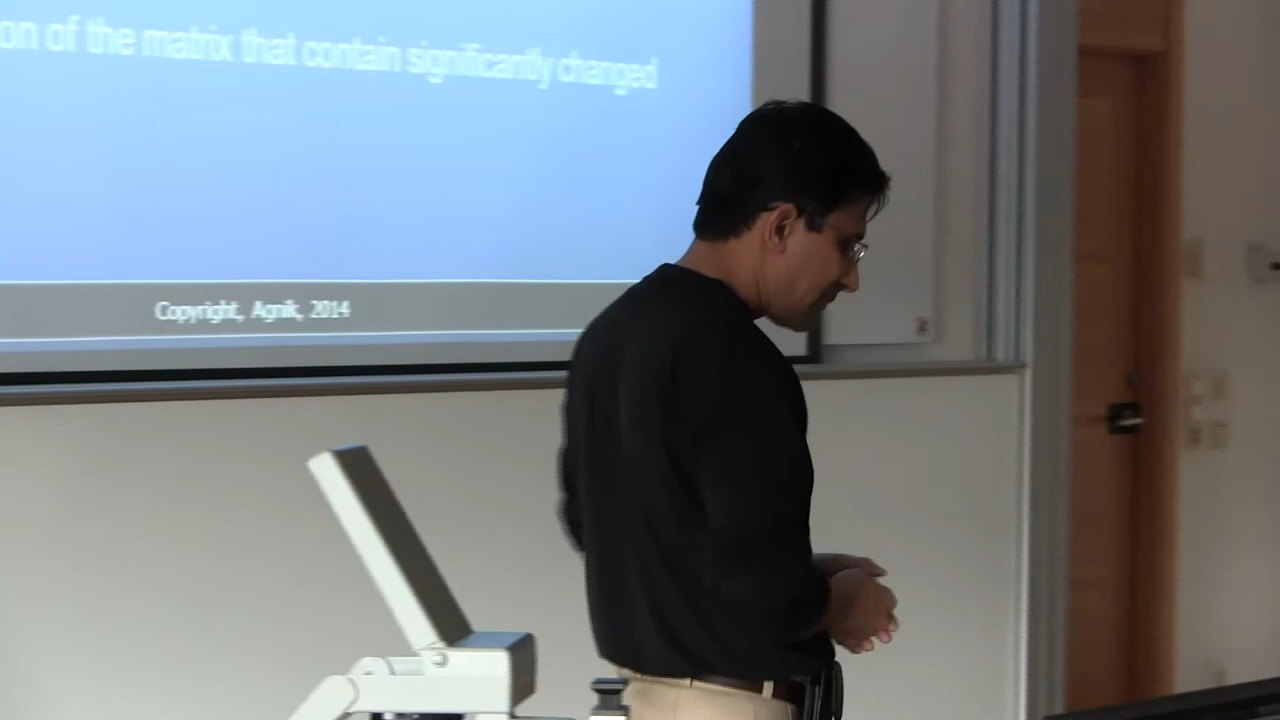 on of the matrix that contain significantly changed
Copyright, Agnik, 2014